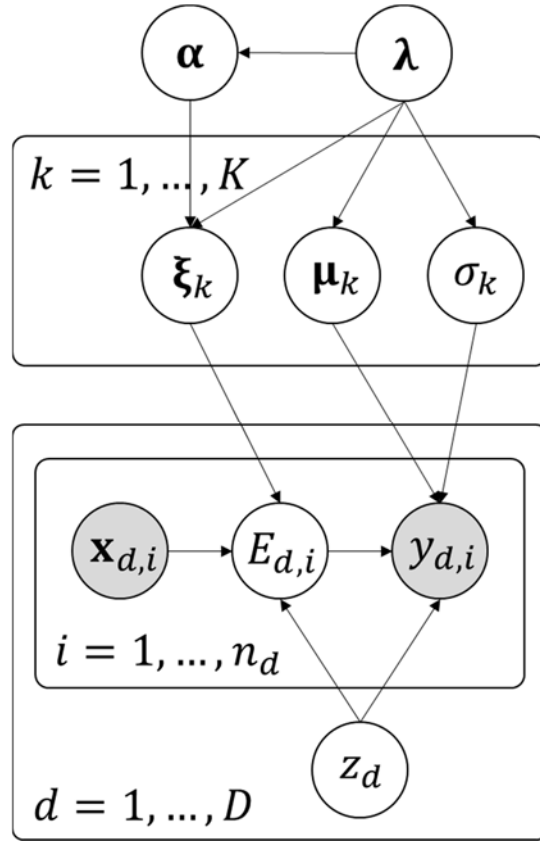 α λ
k = 1, …, K
ξ_k μ_k σ_k
x_{d,i} E_{d,i} y_{d,i}
i = 1, …, n_d
z_d
d = 1, …, D